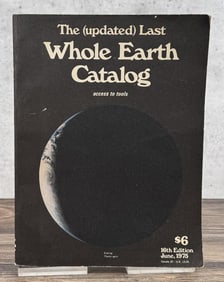 The (updated) Last
Whole Earth
Catalog
access to tools
$6
16th Edition
June, 1975